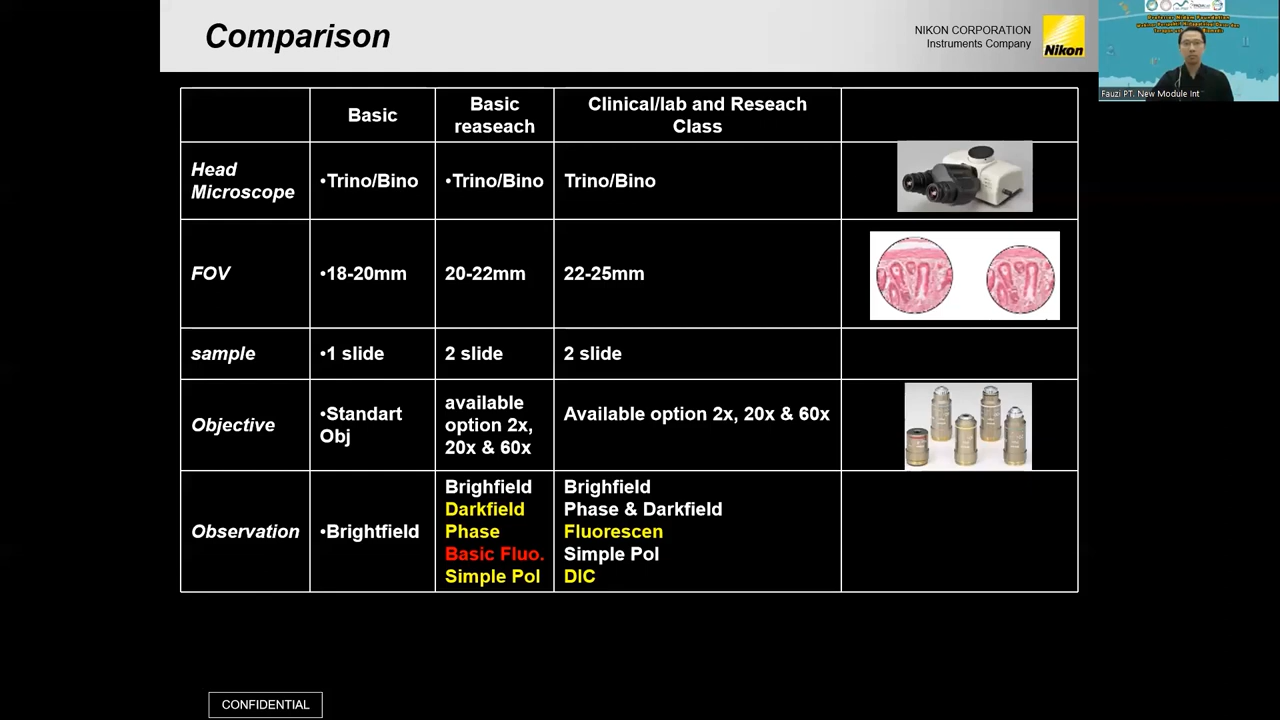 Comparison
NIKON CORPORATION
Instruments Company
Nikon
Professor Nidom Foundation
Fauzi PT. New Module Int
Basic
Basic
reaseach
Clinical/lab and Reseach
Class
Head
Microscope
•Trino/Bino
•Trino/Bino
Trino/Bino
FOV
•18-20mm
20-22mm
22-25mm
sample
•1 slide
2 slide
2 slide
Objective
•Standart
Obj
available
option 2x,
20x & 60x
Available option 2x, 20x & 60x
Observation
•Brightfield
Brighfield
Darkfield
Phase
Basic Fluo.
Simple Pol
Brighfield
Phase & Darkfield
Fluorescen
Simple Pol
DIC
CONFIDENTIAL